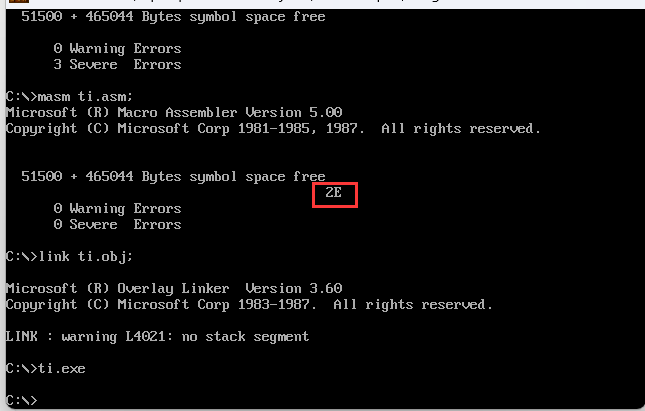 51500 + 465044 Bytes symbol space free
0 Warning Errors
3 Severe  Errors
C:\>masm ti.asm;
Microsoft (R) Macro Assembler Version 5.00
Copyright (C) Microsoft Corp 1981-1985, 1987.  All rights reserved.
51500 + 465044 Bytes symbol space free
2E
0 Warning Errors
0 Severe  Errors
C:\>link ti.obj;
Microsoft (R) Overlay Linker  Version 3.60
Copyright (C) Microsoft Corp 1983-1987.  All rights reserved.
LINK : warning L4021: no stack segment
C:\>ti.exe
C:\>